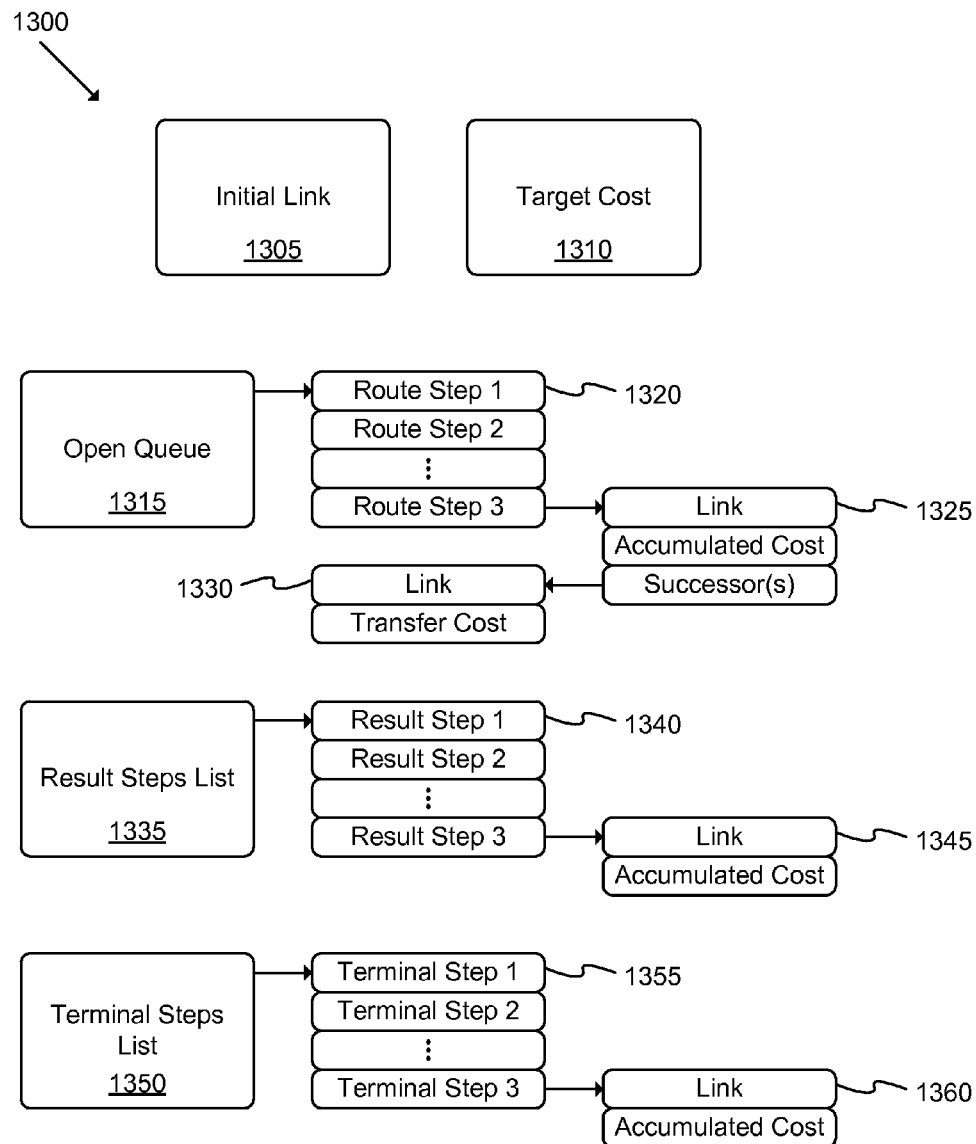 1300
Initial Link
1305
Target Cost
1310
Open Queue
1315
Route Step 1
1320
Route Step 2
⋮
Route Step 3
Link
1325
Accumulated Cost
Successor(s)
1330
Link
Transfer Cost
Result Steps List
1335
Result Step 1
1340
Result Step 2
⋮
Result Step 3
Link
1345
Accumulated Cost
Terminal Steps
List
1350
Terminal Step 1
1355
Terminal Step 2
⋮
Terminal Step 3
Link
1360
Accumulated Cost